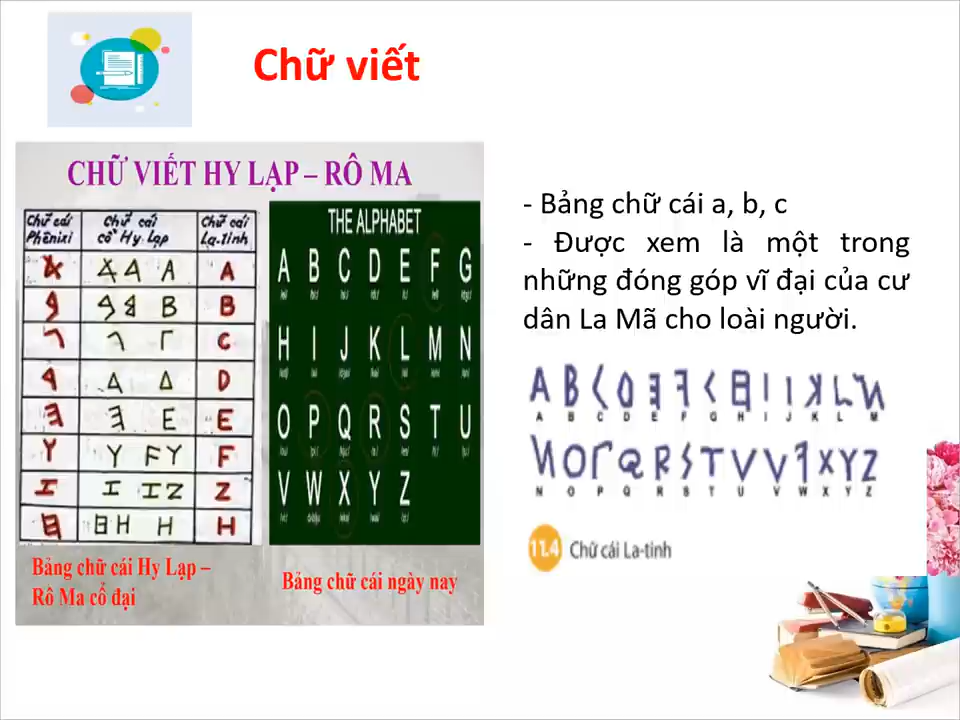 Chữ viết
CHỮ VIẾT HY LẠP – RÔ MA
Chữ cái Phênixi
Chữ cái cổ Hy Lạp
Chữ cái La-tinh
A A
B B
C
D
E E
Y Y FY F
I I IZ Z
H H H
THE ALPHABET
A B C D E F G
H I J K L M N
O P Q R S T U
V W X Y Z
Bảng chữ cái Hy Lạp –
Rô Ma cổ đại
Bảng chữ cái ngày nay
- Bảng chữ cái a, b, c
- Được xem là một trong
những đóng góp vĩ đại của cư
dân La Mã cho loài người.
A B C D E F G H I J K L M
N O P Q R S T U V W X Y Z
11.4 Chữ cái La-tinh